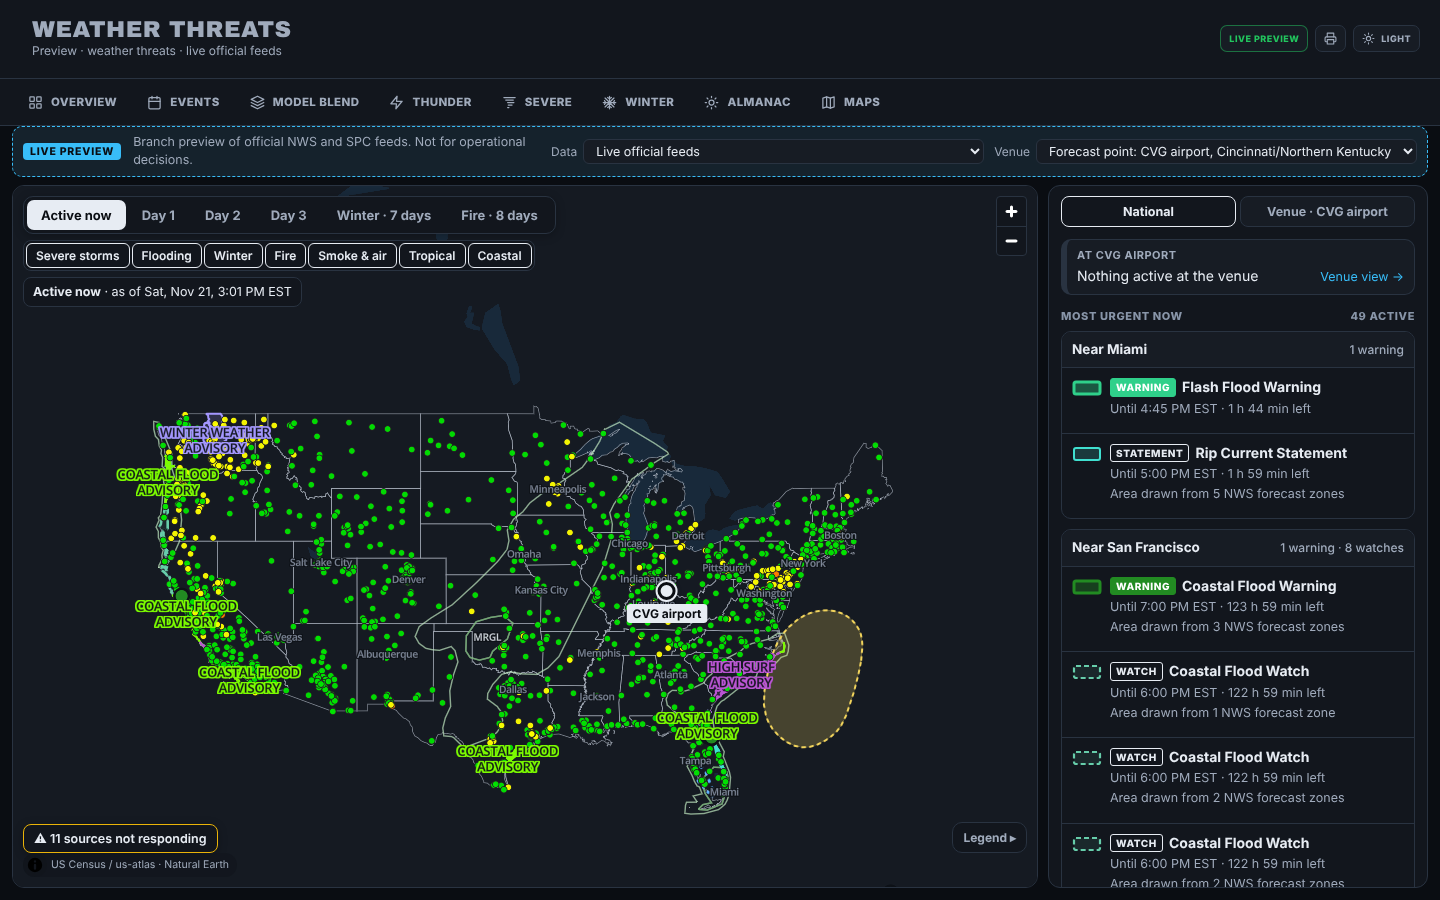 WEATHER THREATS
Preview · weather threats · live official feeds
LIVE PREVIEW
LIGHT
OVERVIEW
EVENTS
MODEL BLEND
THUNDER
SEVERE
WINTER
ALMANAC
MAPS
LIVE PREVIEW
Branch preview of official NWS and SPC feeds. Not for operational
decisions.
Data
Live official feeds
Venue
Forecast point: CVG airport, Cincinnati/Northern Kentucky
Active now
Day 1
Day 2
Day 3
Winter · 7 days
Fire · 8 days
Severe storms
Flooding
Winter
Fire
Smoke & air
Tropical
Coastal
Active now · as of Sat, Nov 21, 3:01 PM EST
+
−
WINTER WEATHER
ADVISORY
COASTAL FLOOD
ADVISORY
Minneapolis
Boston
Detroit
Chicago
Omaha
Salt Lake City
New York
Pittsburgh
Denver
Indianapolis
Kansas City
Washington
COASTAL FLOOD
ADVISORY
CVG airport
Las Vegas
MRGL
Albuquerque
Memphis
COASTAL FLOOD
ADVISORY
HIGH SURF
ADVISORY
Atlanta
Dallas
Jackson
COASTAL FLOOD
ADVISORY
COASTAL FLOOD
ADVISORY
Tampa
Miami
⚠ 11 sources not responding
US Census / us-atlas · Natural Earth
Legend ▸
National
Venue · CVG airport
AT CVG AIRPORT
Nothing active at the venue
Venue view →
MOST URGENT NOW
49 ACTIVE
Near Miami
1 warning
WARNING Flash Flood Warning
Until 4:45 PM EST · 1 h 44 min left
STATEMENT Rip Current Statement
Until 5:00 PM EST · 1 h 59 min left
Area drawn from 5 NWS forecast zones
Near San Francisco
1 warning · 8 watches
WARNING Coastal Flood Warning
Until 7:00 PM EST · 123 h 59 min left
Area drawn from 3 NWS forecast zones
WATCH Coastal Flood Watch
Until 6:00 PM EST · 122 h 59 min left
Area drawn from 1 NWS forecast zone
WATCH Coastal Flood Watch
Until 6:00 PM EST · 122 h 59 min left
Area drawn from 2 NWS forecast zones
WATCH Coastal Flood Watch
Until 6:00 PM EST · 122 h 59 min left
Area drawn from 2 NWS forecast zones